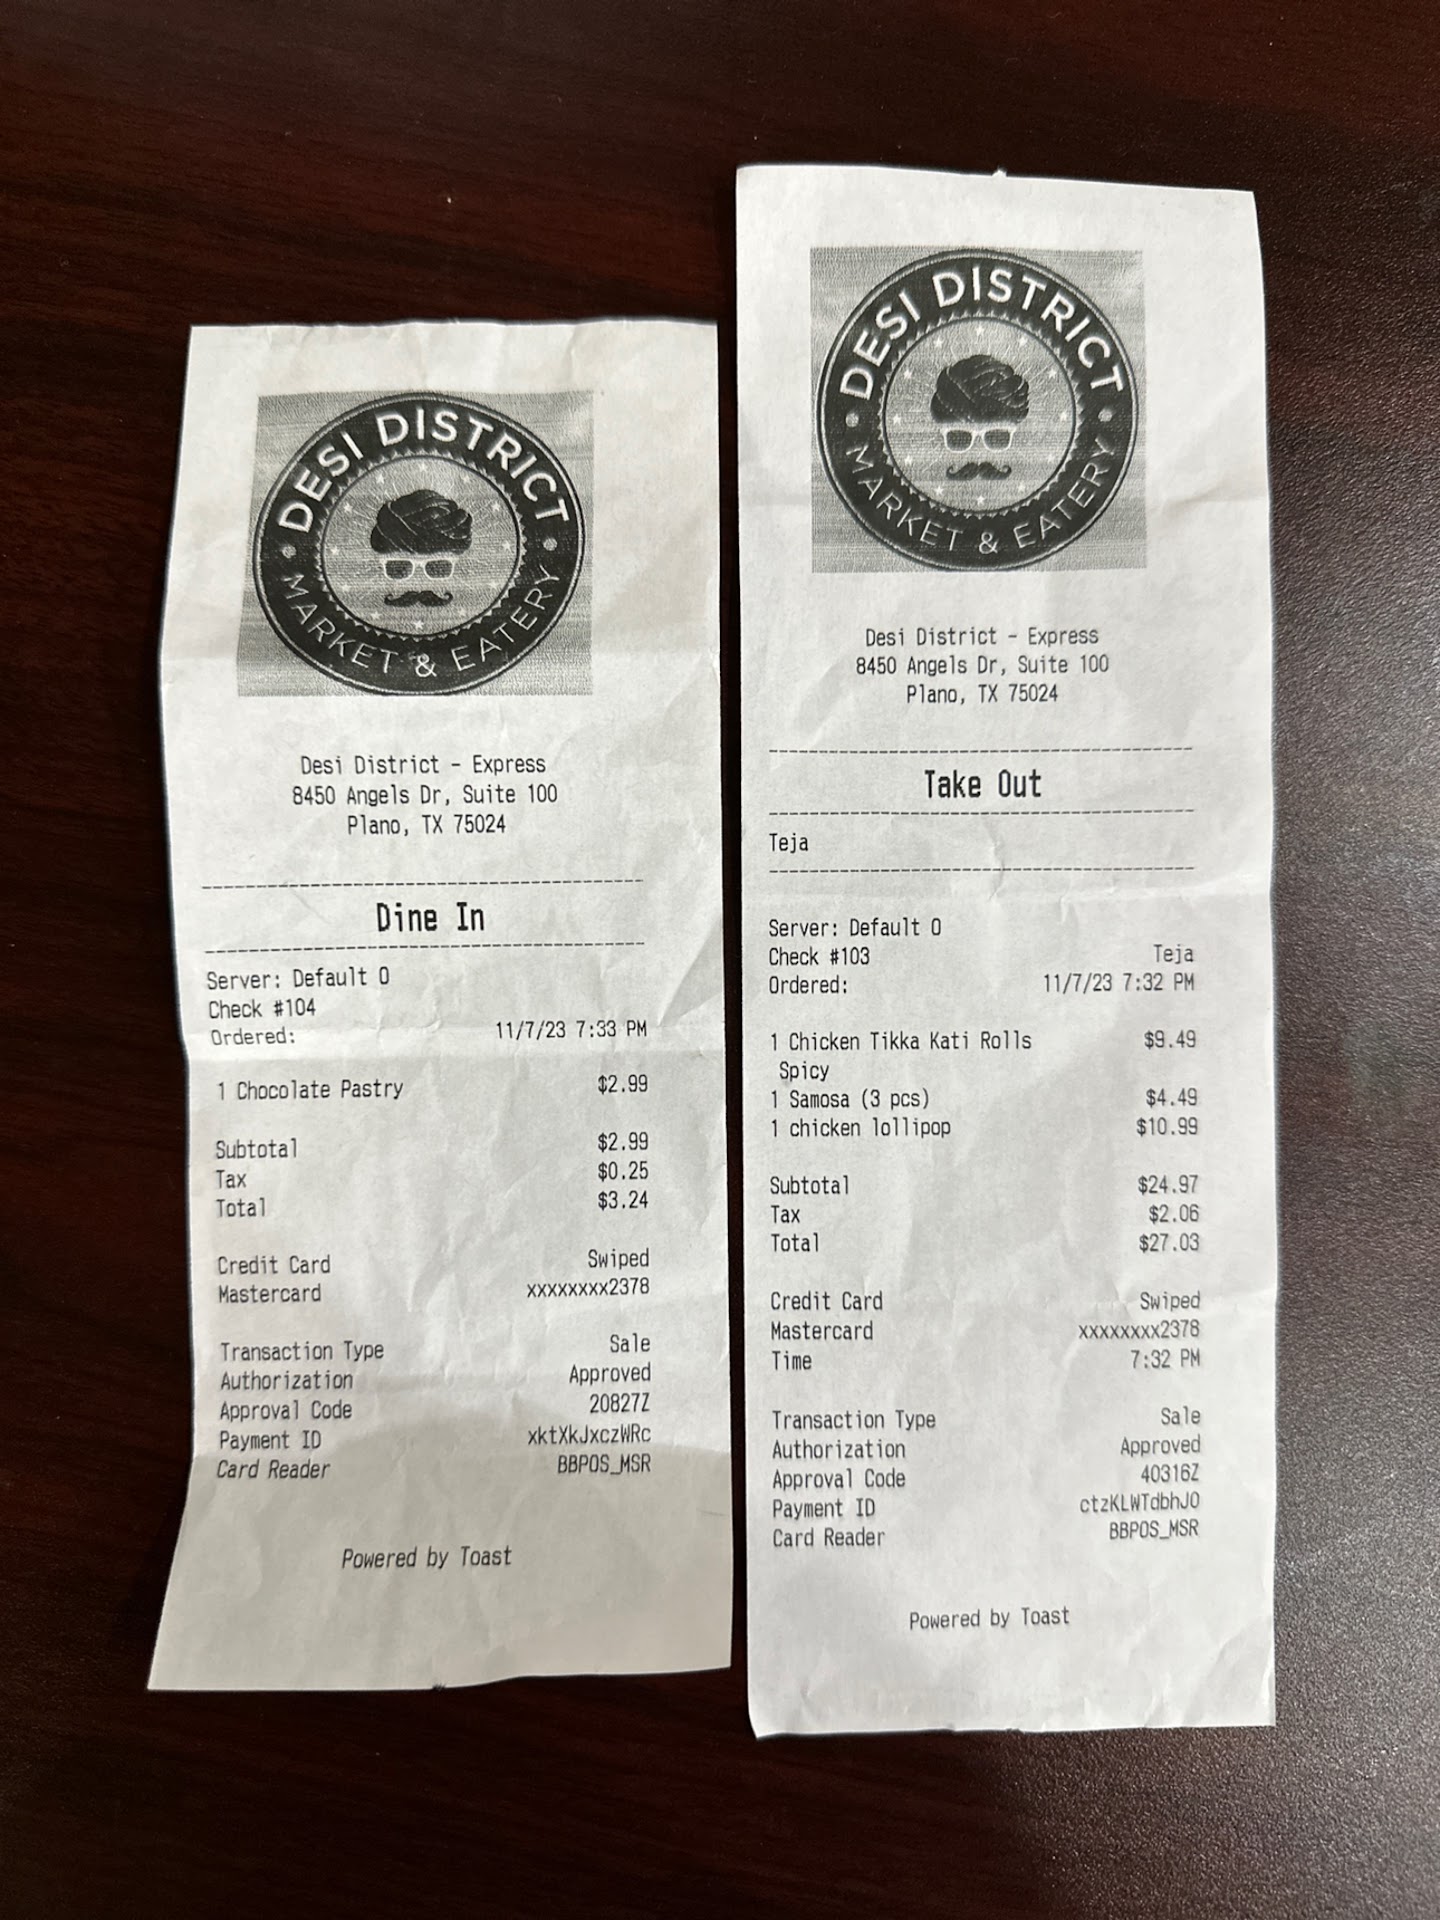 DESI DISTRICT
MARKET & EATERY
Desi District - Express
8450 Angels Dr, Suite 100
Plano, TX 75024
Dine In
Server: Default O
Check #104
Ordered: 11/7/23 7:33 PM
1 Chocolate Pastry $2.99
Subtotal $2.99
Tax $0.25
Total $3.24
Credit Card Swiped
Mastercard xxxxxxxx2378
Transaction Type Sale
Authorization Approved
Approval Code 20827Z
Payment ID xktXkJxczWRc
Card Reader BBPOS_MSR
Powered by Toast
DESI DISTRICT
MARKET & EATERY
Desi District - Express
8450 Angels Dr, Suite 100
Plano, TX 75024
Take Out
Teja
Server: Default O
Check #103 Teja
Ordered: 11/7/23 7:32 PM
1 Chicken Tikka Kati Rolls $9.49
Spicy
1 Samosa (3 pcs) $4.49
1 chicken lollipop $10.99
Subtotal $24.97
Tax $2.06
Total $27.03
Credit Card Swiped
Mastercard xxxxxxxx2378
Time 7:32 PM
Transaction Type Sale
Authorization Approved
Approval Code 40316Z
Payment ID ctzKLWTdbhJO
Card Reader BBPOS_MSR
Powered by Toast